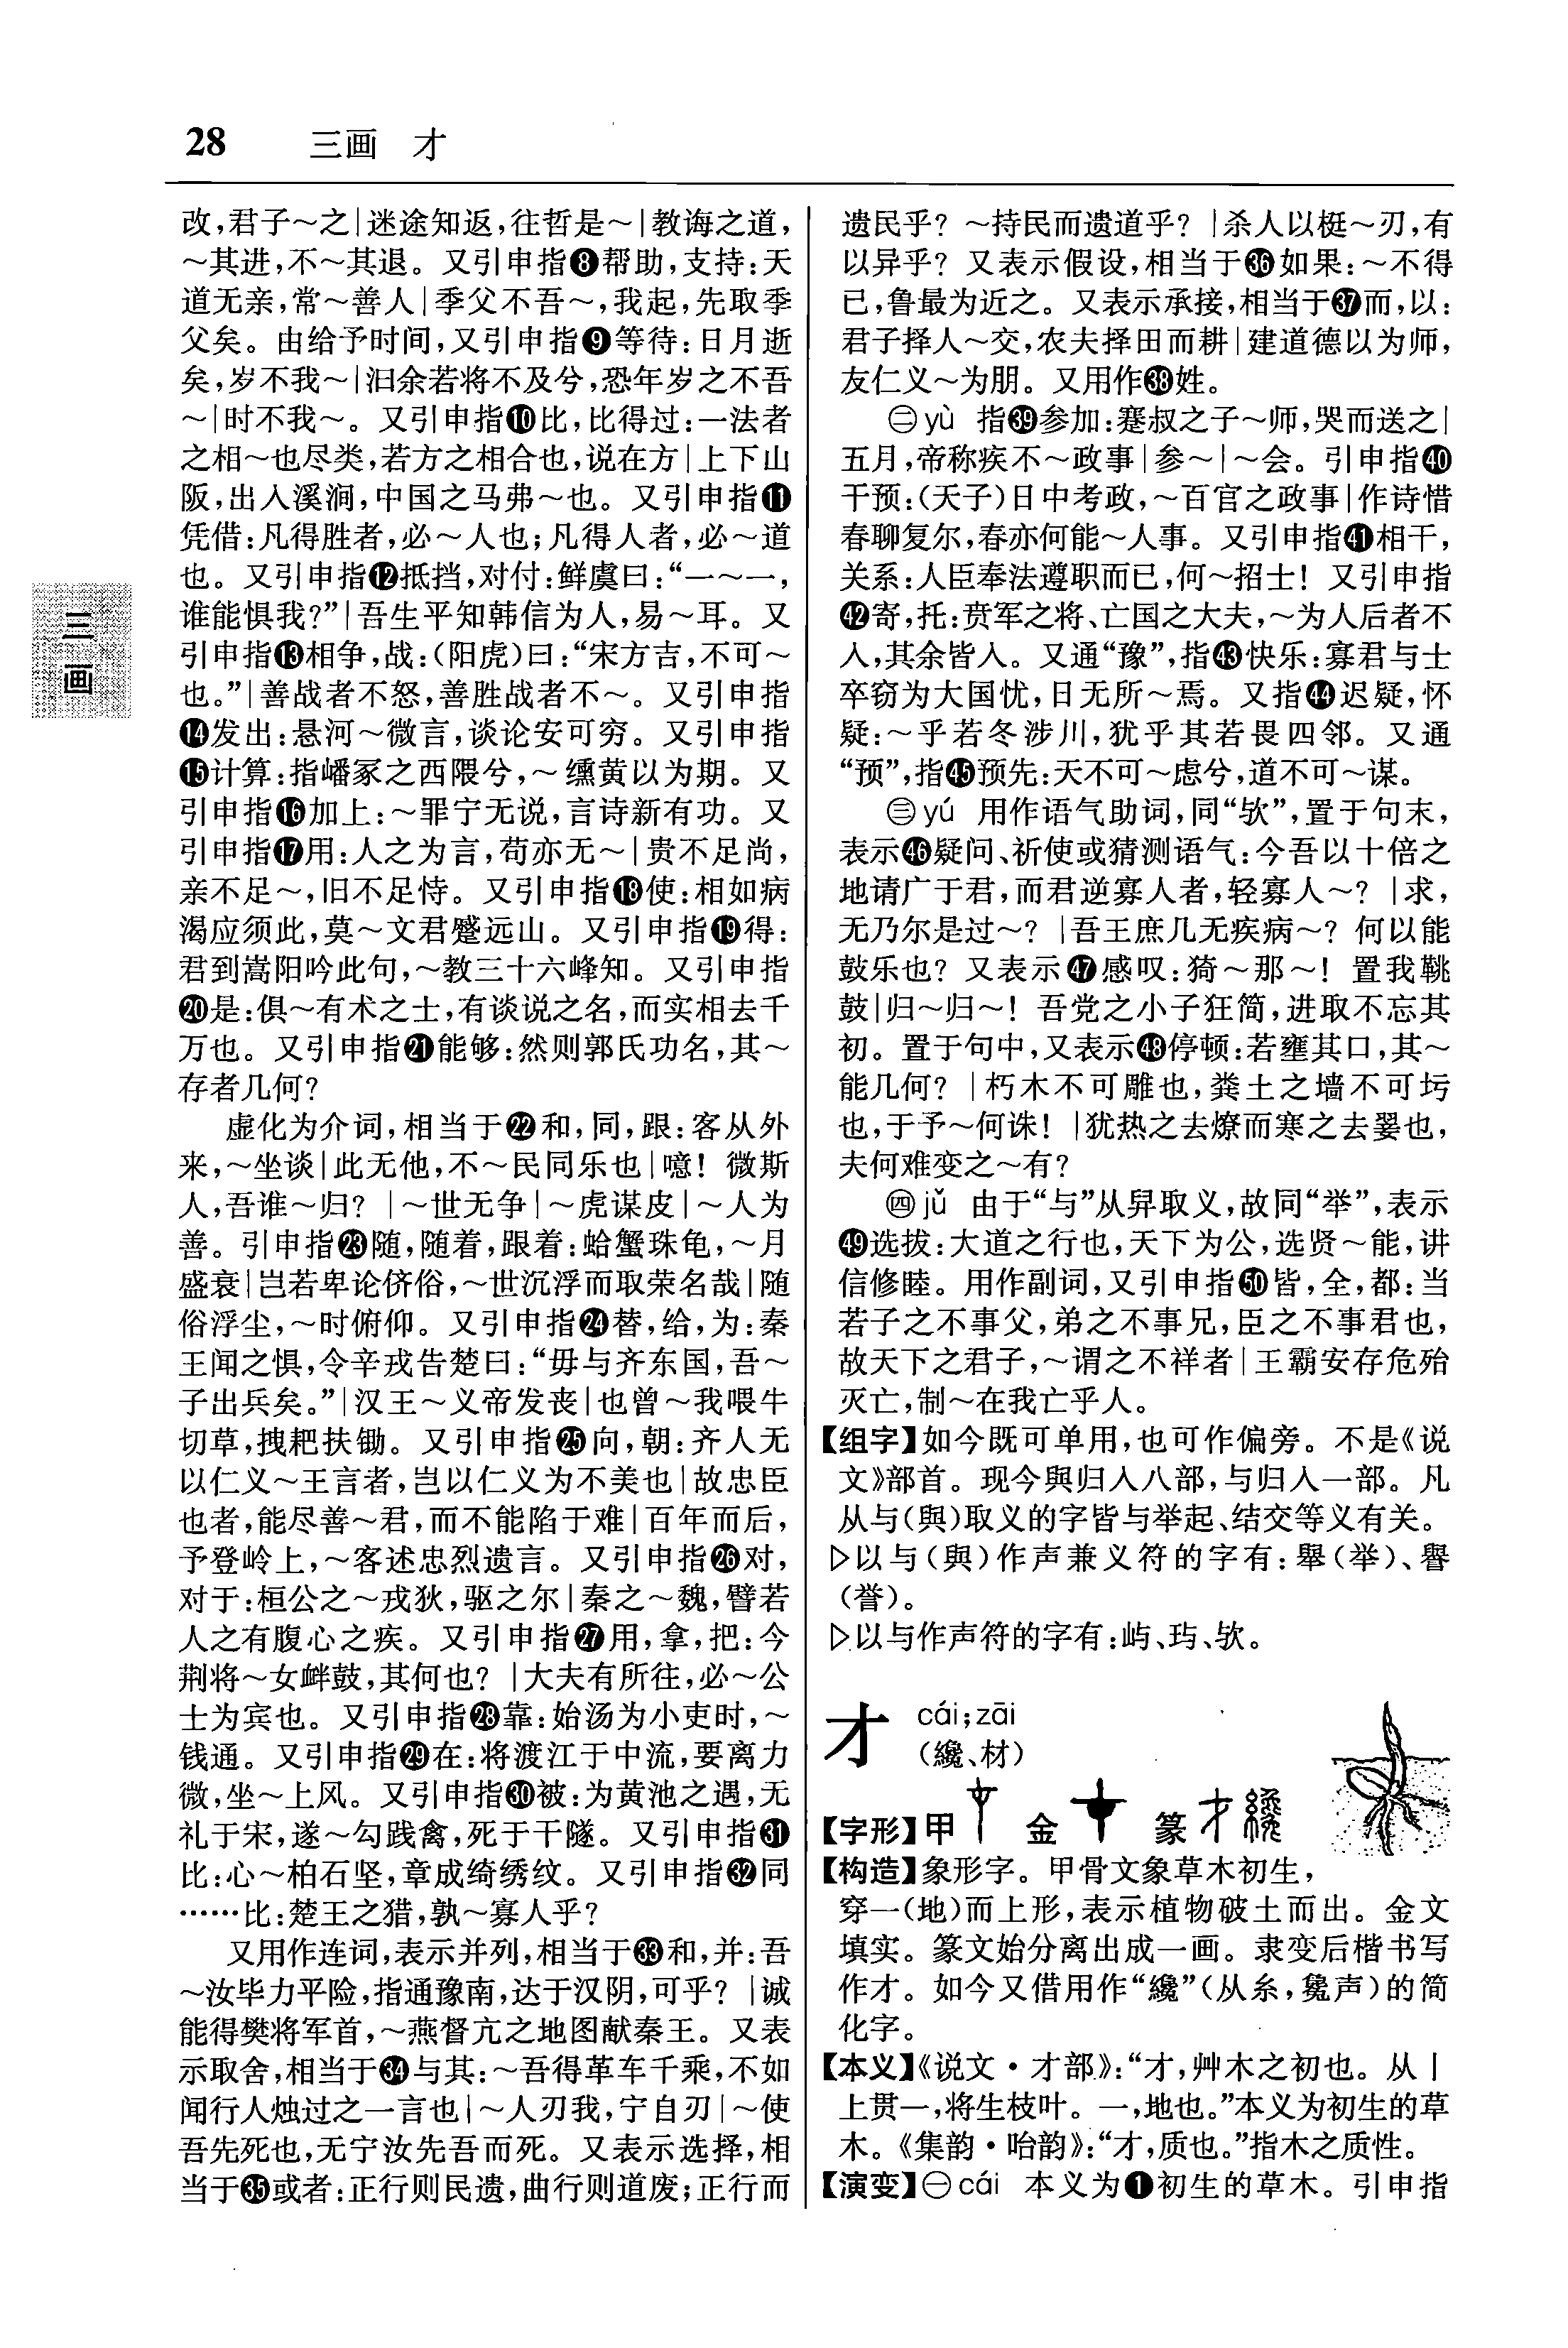 28 三画 才
改,君子～之|迷途知返,往哲是～|教诲之道,
～其进,不～其退。又引申指❽帮助,支持:天
道无亲,常～善人|季父不吾～,我起,先取季
父矣。由给予时间,又引申指❾等待:日月逝
矣,岁不我～|汩余若将不及兮,恐年岁之不吾
～|时不我～。又引申指❿比,比得过:一法者
之相～也尽类,若方之相合也,说在方|上下山
阪,出入溪涧,中国之马弗～也。又引申指⓫
凭借:凡得胜者,必～人也;凡得人者,必～道
也。又引申指⓬抵挡,对付:鲜虞曰:“一～一,
谁能惧我?”|吾生平知韩信为人,易～耳。又
引申指⓭相争,战:(阳虎)曰:“宋方吉,不可～
也。”|善战者不怒,善胜战者不～。又引申指
⓮发出:悬河～微言,谈论安可穷。又引申指
⓯计算:指嶓冢之西隈兮,～纁黄以为期。又
引申指⓰加上:～罪宁无说,言诗新有功。又
引申指⓱用:人之为言,苟亦无～|贵不足尚,
亲不足～,旧不足恃。又引申指⓲使:相如病
渴应须此,莫～文君蹙远山。又引申指⓳得:
君到嵩阳吟此句,～教三十六峰知。又引申指
⓴是:俱～有术之士,有谈说之名,而实相去千
万也。又引申指㉑能够:然则郭氏功名,其～
存者几何?
虚化为介词,相当于㉒和,同,跟:客从外
来,～坐谈|此无他,不～民同乐也|噫!微斯
人,吾谁～归?|～世无争|～虎谋皮|～人为
善。引申指㉓随,随着,跟着:蛤蟹珠龟,～月
盛衰|岂若卑论侪俗,～世沉浮而取荣名哉|随
俗浮尘,～时俯仰。又引申指㉔替,给,为:秦
王闻之惧,令辛戎告楚曰:“毋与齐东国,吾～
子出兵矣。”|汉王～义帝发丧|也曾～我喂牛
切草,拽耙扶锄。又引申指㉕向,朝:齐人无
以仁义～王言者,岂以仁义为不美也|故忠臣
也者,能尽善～君,而不能陷于难|百年而后,
予登岭上,～客述忠烈遗言。又引申指㉖对,
对于:桓公之～戎狄,驱之尔|秦之～魏,譬若
人之有腹心之疾。又引申指㉗用,拿,把:今
荆将～女衅鼓,其何也?|大夫有所往,必～公
士为宾也。又引申指㉘靠:始汤为小吏时,～
钱通。又引申指㉙在:将渡江于中流,要离力
微,坐～上风。又引申指㉚被:为黄池之遇,无
礼于宋,遂～勾践禽,死于干隧。又引申指㉛
比:心～柏石坚,章成绮绣纹。又引申指㉜同
……比:楚王之猎,孰～寡人乎?
又用作连词,表示并列,相当于㉝和,并:吾
～汝毕力平险,指通豫南,达于汉阴,可乎?|诚
能得樊将军首,～燕督亢之地图献秦王。又表
示取舍,相当于㉞与其:～吾得革车千乘,不如
闻行人烛过之一言也|～人刃我,宁自刃|～使
吾先死也,无宁汝先吾而死。又表示选择,相
当于㉟或者:正行则民遗,曲行则道废;正行而
遗民乎?～持民而遗道乎?|杀人以梃～刃,有
以异乎?又表示假设,相当于㊱如果:～不得
已,鲁最为近之。又表示承接,相当于㊲而,以:
君子择人～交,农夫择田而耕|建道德以为师,
友仁义～为朋。又用作㊳姓。
㊁yù 指㊴参加:蹇叔之子～师,哭而送之|
五月,帝称疾不～政事|参～|～会。引申指㊵
干预:(天子)日中考政,～百官之政事|作诗惜
春聊复尔,春亦何能～人事。又引申指㊶相干,
关系:人臣奉法遵职而已,何～招士!又引申指
㊷寄,托:贲军之将、亡国之大夫,～为人后者不
入,其余皆入。又通“豫”,指㊸快乐:寡君与士
卒窃为大国忧,日无所～焉。又指㊹迟疑,怀
疑:～乎若冬涉川,犹乎其若畏四邻。又通
“预”,指㊺预先:天不可～虑兮,道不可～谋。
㊂yú 用作语气助词,同“欤”,置于句末,
表示㊻疑问、祈使或猜测语气:今吾以十倍之
地请广于君,而君逆寡人者,轻寡人～?|求,
无乃尔是过～?|吾王庶几无疾病～?何以能
鼓乐也?又表示㊼感叹:猗～那～!置我鞉
鼓|归～归～!吾党之小子狂简,进取不忘其
初。置于句中,又表示㊽停顿:若壅其口,其～
能几何?|朽木不可雕也,粪土之墙不可圬
也,于予～何诛!|犹热之去燎而寒之去翣也,
夫何难变之～有?
㊃jǔ 由于“与”从舁取义,故同“举”,表示
㊾选拔:大道之行也,天下为公,选贤～能,讲
信修睦。用作副词,又引申指㊿皆,全,都:当
若子之不事父,弟之不事兄,臣之不事君也,
故天下之君子,～谓之不祥者|王霸安存危殆
灭亡,制～在我亡乎人。
【组字】如今既可单用,也可作偏旁。不是《说
文》部首。现今與归入八部,与归入一部。凡
从与(與)取义的字皆与举起、结交等义有关。
▷以与(與)作声兼义符的字有:舉(举)、譽
(誉)。
▷以与作声符的字有:屿、玙、欤。
才 cái;zāi
(纔、材)
【字形】甲 金 篆
【构造】象形字。甲骨文象草木初生,
穿一(地)而上形,表示植物破土而出。金文
填实。篆文始分离出成一画。隶变后楷书写
作才。如今又借用作“纔”(从糸,毚声)的简
化字。
【本义】《说文·才部》:“才,艸木之初也。从丨
上贯一,将生枝叶。一,地也。”本义为初生的草
木。《集韵·咍韵》:“才,质也。”指木之质性。
【演变】㊀cái 本义为❶初生的草木。引申指
三画